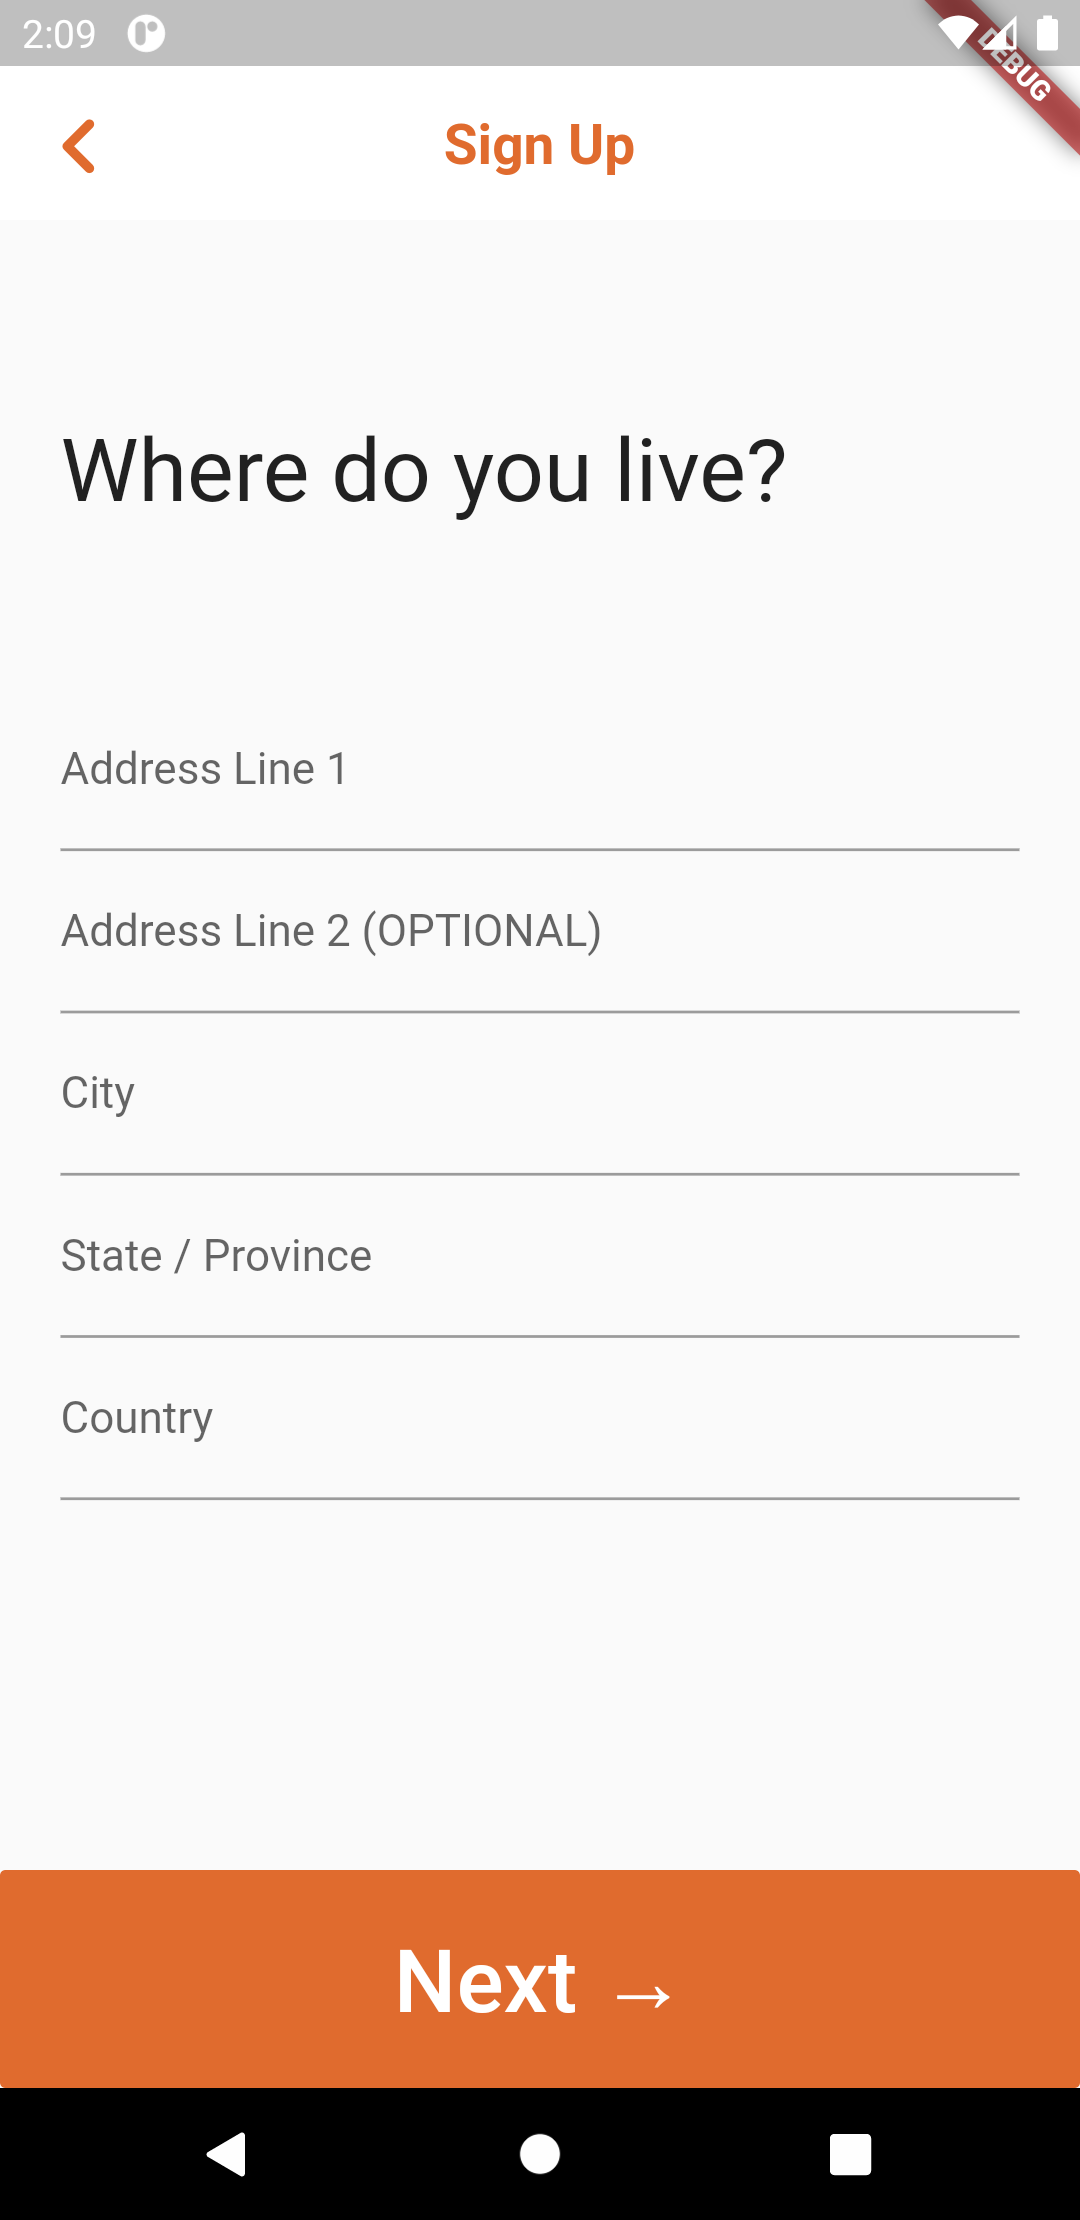 2:09
DEBUG
Sign Up
Where do you live?
Address Line 1
Address Line 2 (OPTIONAL)
City
State / Province
Country
Next →